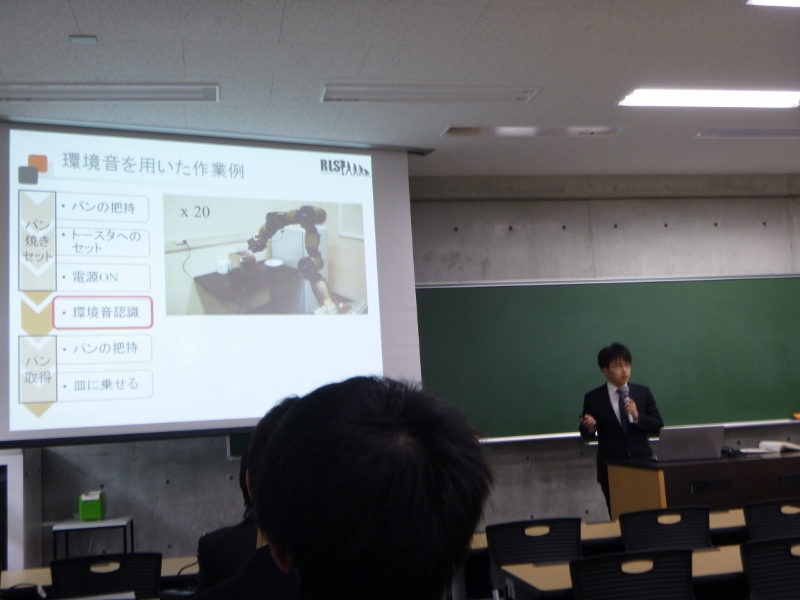 環境音を用いた作業例
RISP
パン
焼き
セット
・パンの把持
・トースタへの
セット
・電源ON
・環境音認識
パン
取得
・パンの把持
・皿に乗せる
x 20